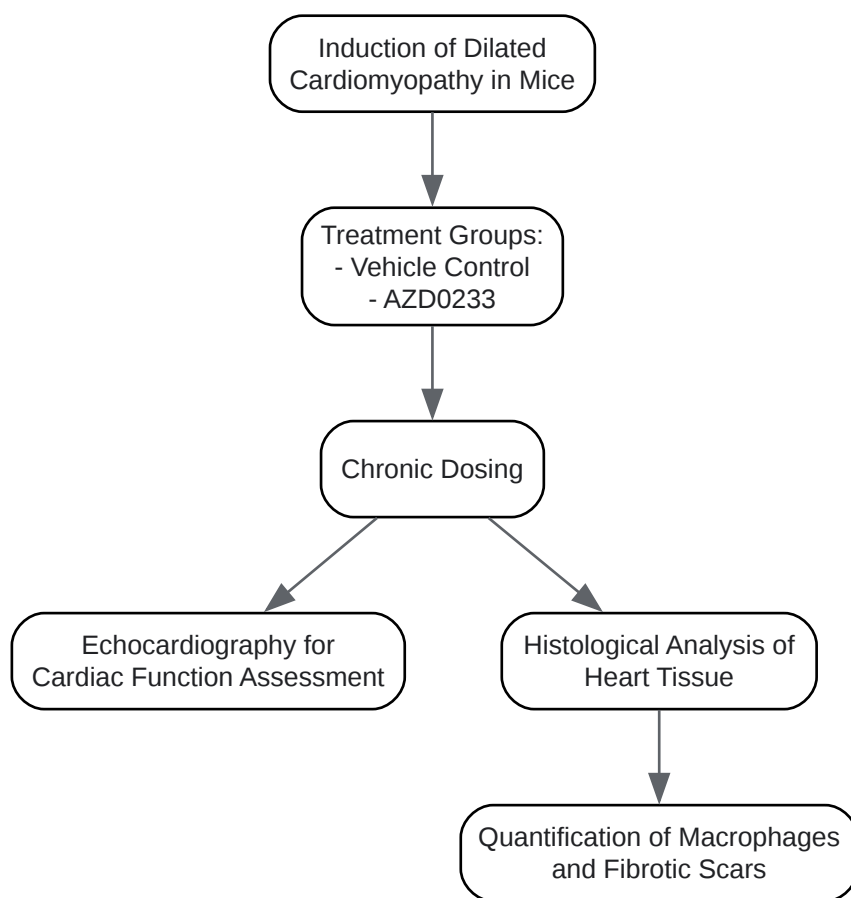 Induction of Dilated
Cardiomyopathy in Mice
Treatment Groups:
- Vehicle Control
- AZD0233
Chronic Dosing
Echocardiography for
Cardiac Function Assessment
Histological Analysis of
Heart Tissue
Quantification of Macrophages
and Fibrotic Scars